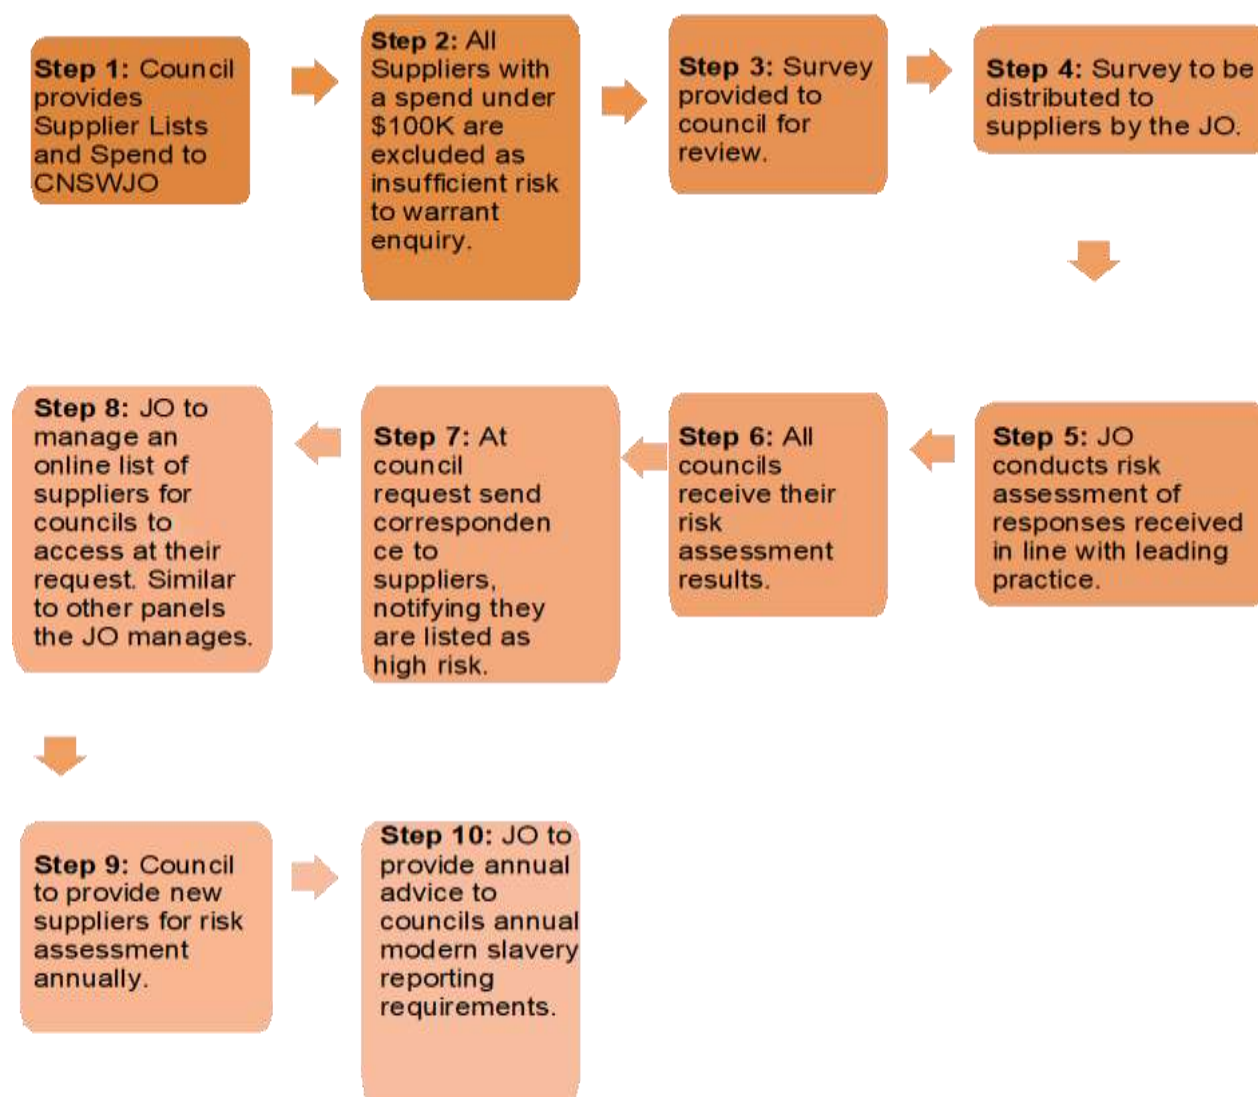 Step 1: Council
provides
Supplier Lists
and Spend to
CNSWJO
Step 2: All
Suppliers with
a spend under
$100K are
excluded as
insufficient risk
to warrant
enquiry.
Step 3: Survey
provided to
council for
review.
Step 4: Survey to be
distributed to
suppliers by the JO.
Step 5: JO
conducts risk
assessment of
responses received
in line with leading
practice.
Step 6: All
councils
receive their
risk
assessment
results.
Step 7: At
council
request send
corresponden
ce to
suppliers,
notifying they
are listed as
high risk.
Step 8: JO to
manage an
online list of
suppliers for
councils to
access at their
request. Similar
to other panels
the JO manages.
Step 9: Council
to provide new
suppliers for risk
assessment
annually.
Step 10: JO to
provide annual
advice to
councils annual
modern slavery
reporting
requirements.